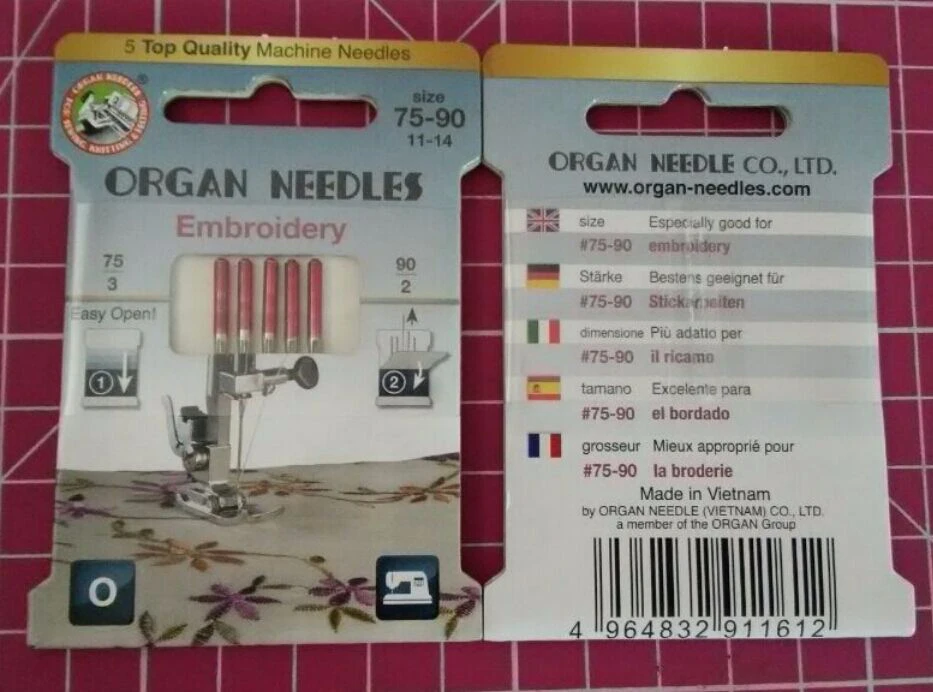 5 Top Quality Machine Needles
size
75-90
11-14
ORGAN NEEDLES
Embroidery
75
3
90
2
Easy Open!
1
2
O
ORGAN NEEDLE CO., LTD.
www.organ-needles.com
size Especially good for
#75-90 embroidery
Stärke Bestens geeignet für
#75-90 Stickarbeiten
dimensione Più adatio per
#75-90 il ricamo
tamano Excelente para
#75-90 el bordado
grosseur Mieux approprié pour
#75-90 la broderie
Made in Vietnam
by ORGAN NEEDLE (VIETNAM) CO., LTD.
a member of the ORGAN Group
4 964832 911612